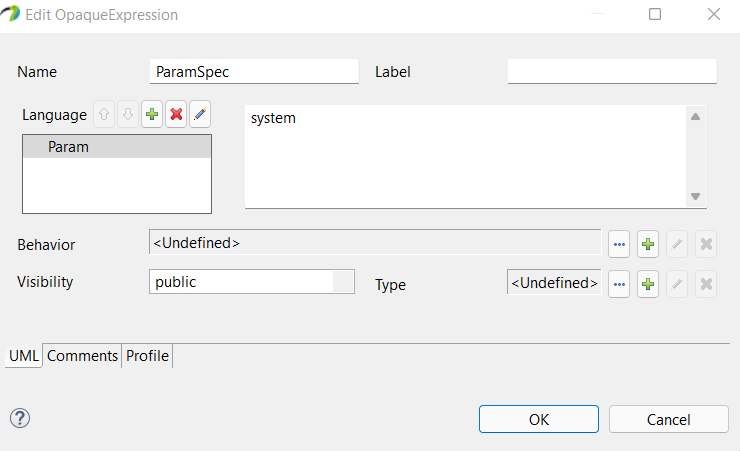 Edit OpaqueExpression
Name ParamSpec Label
Language
system
Param
Behavior <Undefined>
Visibility public Type <Undefined>
UML Comments Profile
OK Cancel